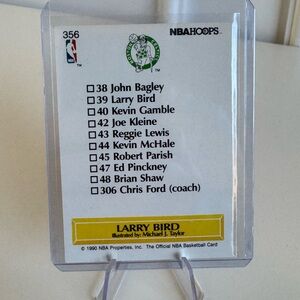 356
NBA HOOPS
☐ 38 John Bagley
☐ 39 Larry Bird
☐ 40 Kevin Gamble
☐ 42 Joe Kleine
☐ 43 Reggie Lewis
☐ 44 Kevin McHale
☐ 45 Robert Parish
☐ 47 Ed Pinckney
☐ 48 Brian Shaw
☐ 306 Chris Ford (coach)
LARRY BIRD
Illustrated by: Michael J. Taylor
© 1990 NBA Properties, Inc. The Official NBA Basketball Card